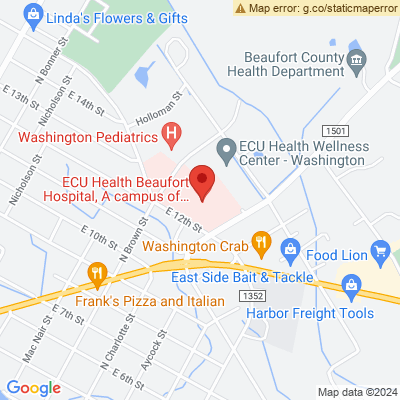 Map error: g.co/staticmaperror
Linda's Flowers & Gifts
N Bonner St
Nicholson St
E 13th St
E 14th St
Holloman St
Beaufort County
Health Department
1501
Washington Pediatrics
H
ECU Health Wellness
Center - Washington
Nicholson St
ECU Health Beaufort
Hospital, A campus of...
E 12th St
E 10th St
N Brown St
Washington Crab
Food Lion
East Side Bait & Tackle
Frank's Pizza and Italian
1352
Harbor Freight Tools
E 7th St
Mac Nair St
N Charlotte St
Aycock St
E 6th St
Google
Map data ©2024